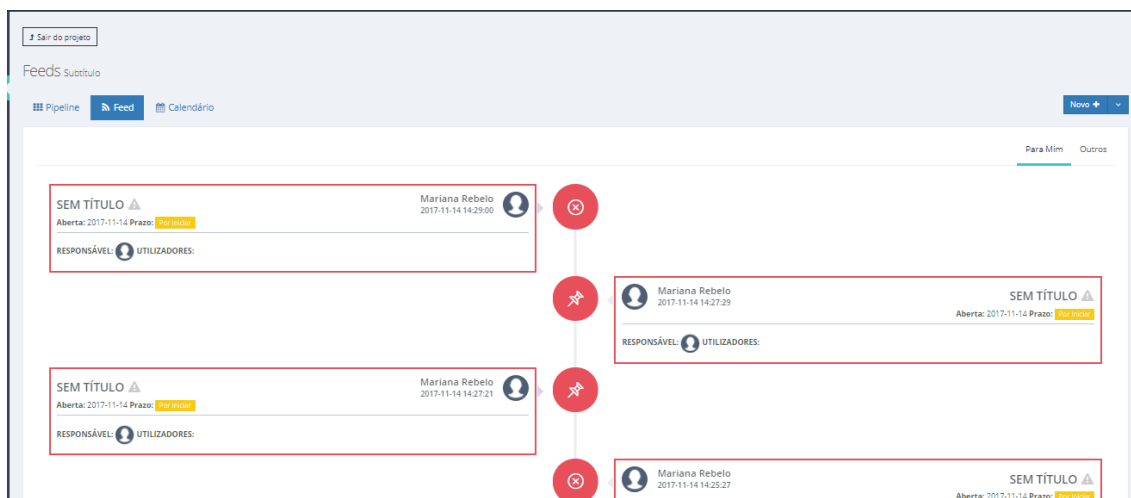 Sair do projeto
Feeds Subtítulo
Pipeline Feed Calendário Novo
Para Mim Outros
SEM TÍTULO Mariana Rebelo
2017-11-14 14:29:00
Aberta: 2017-11-14 Prazo: Por Iniciar
RESPONSÁVEL: UTILIZADORES:
Mariana Rebelo SEM TÍTULO
2017-11-14 14:27:29
Aberta: 2017-11-14 Prazo: Por Iniciar
RESPONSÁVEL: UTILIZADORES:
SEM TÍTULO Mariana Rebelo
2017-11-14 14:27:21
Aberta: 2017-11-14 Prazo: Por Iniciar
RESPONSÁVEL: UTILIZADORES:
Mariana Rebelo SEM TÍTULO
2017-11-14 14:25:27
Aberta: 2017-11-14 Prazo: Por Iniciar